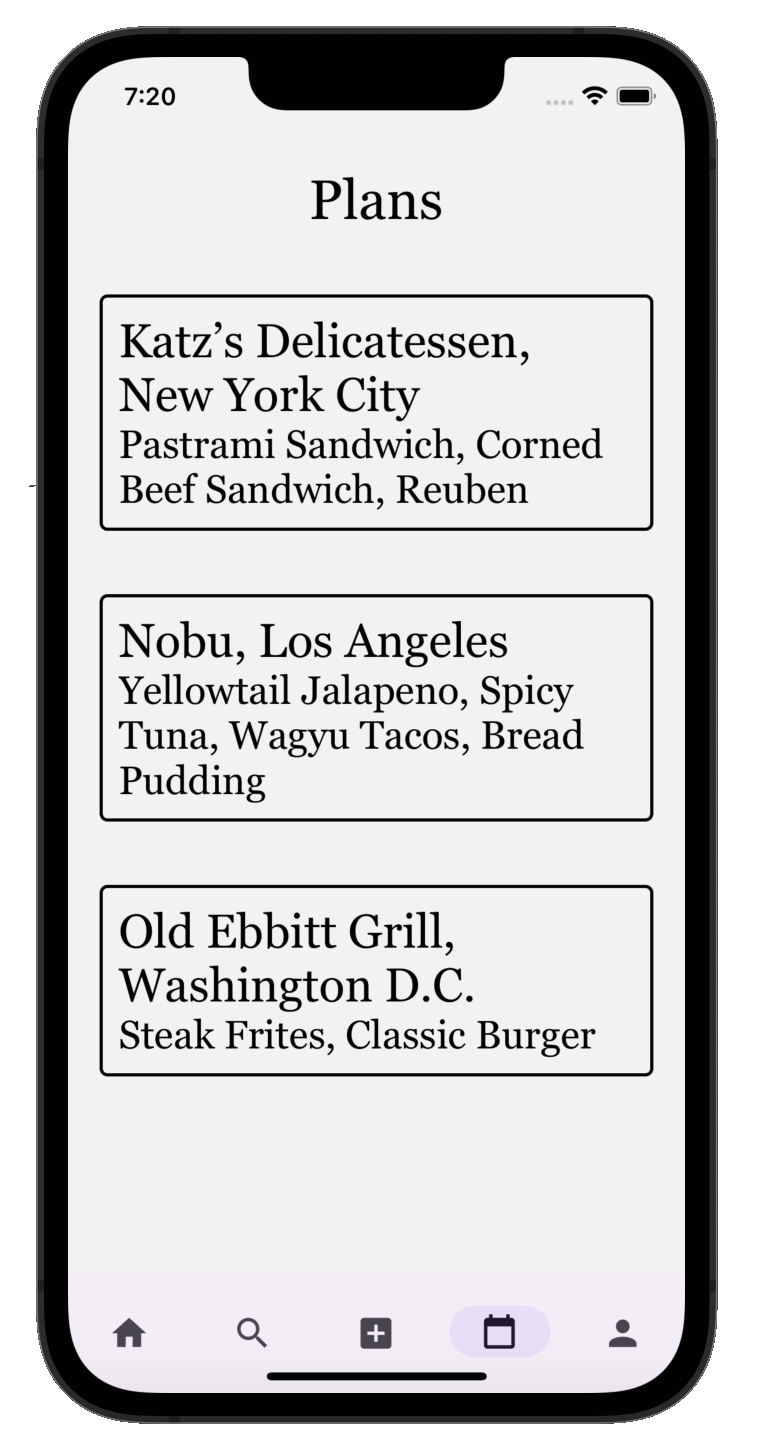 7:20
Plans
Katz’s Delicatessen,
New York City
Pastrami Sandwich, Corned
Beef Sandwich, Reuben
Nobu, Los Angeles
Yellowtail Jalapeno, Spicy
Tuna, Wagyu Tacos, Bread
Pudding
Old Ebbitt Grill,
Washington D.C.
Steak Frites, Classic Burger